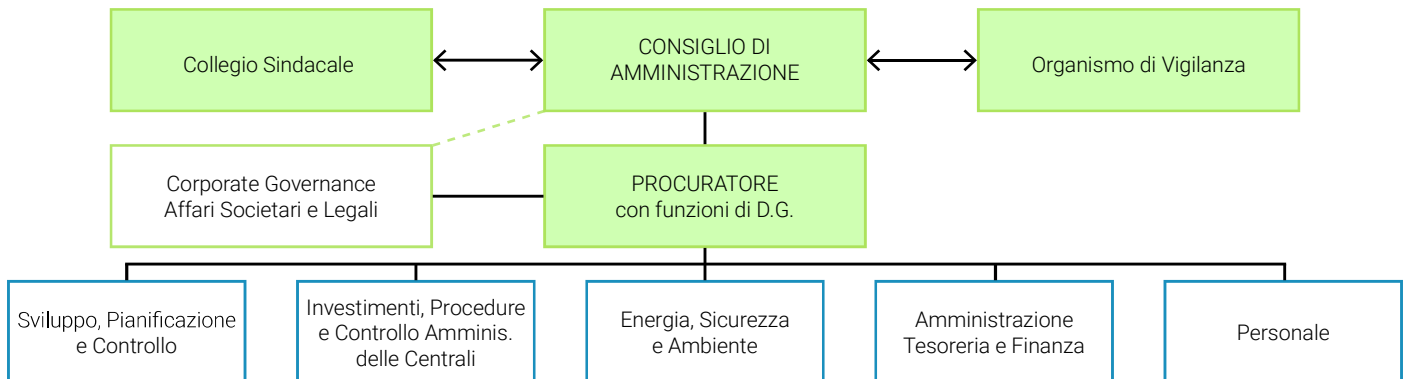 Collegio Sindacale
CONSIGLIO DI
AMMINISTRAZIONE
Organismo di Vigilanza
Corporate Governance
Affari Societari e Legali
PROCURATORE
con funzioni di D.G.
Sviluppo, Pianificazione
e Controllo
Investimenti, Procedure
e Controllo Amminis.
delle Centrali
Energia, Sicurezza
e Ambiente
Amministrazione
Tesoreria e Finanza
Personale